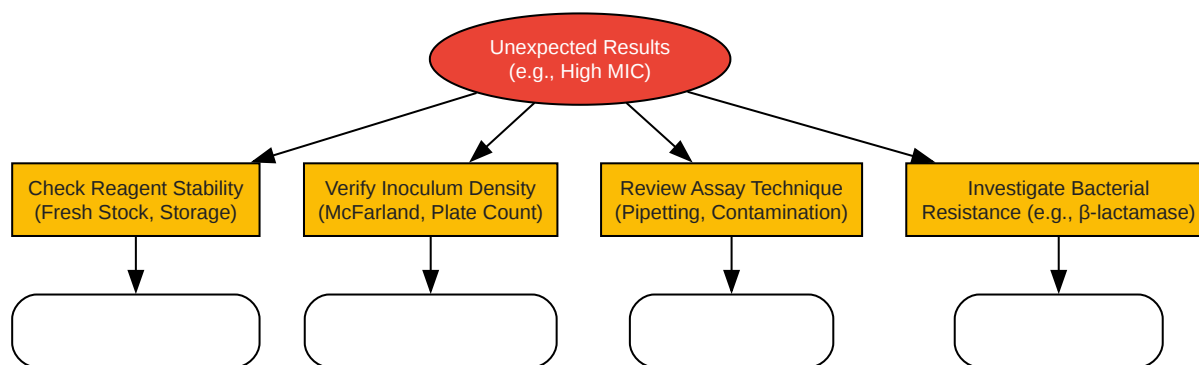 Unexpected Results
(e.g., High MIC)
Check Reagent Stability
(Fresh Stock, Storage)
Verify Inoculum Density
(McFarland, Plate Count)
Review Assay Technique
(Pipetting, Contamination)
Investigate Bacterial
Resistance (e.g., β-lactamase)